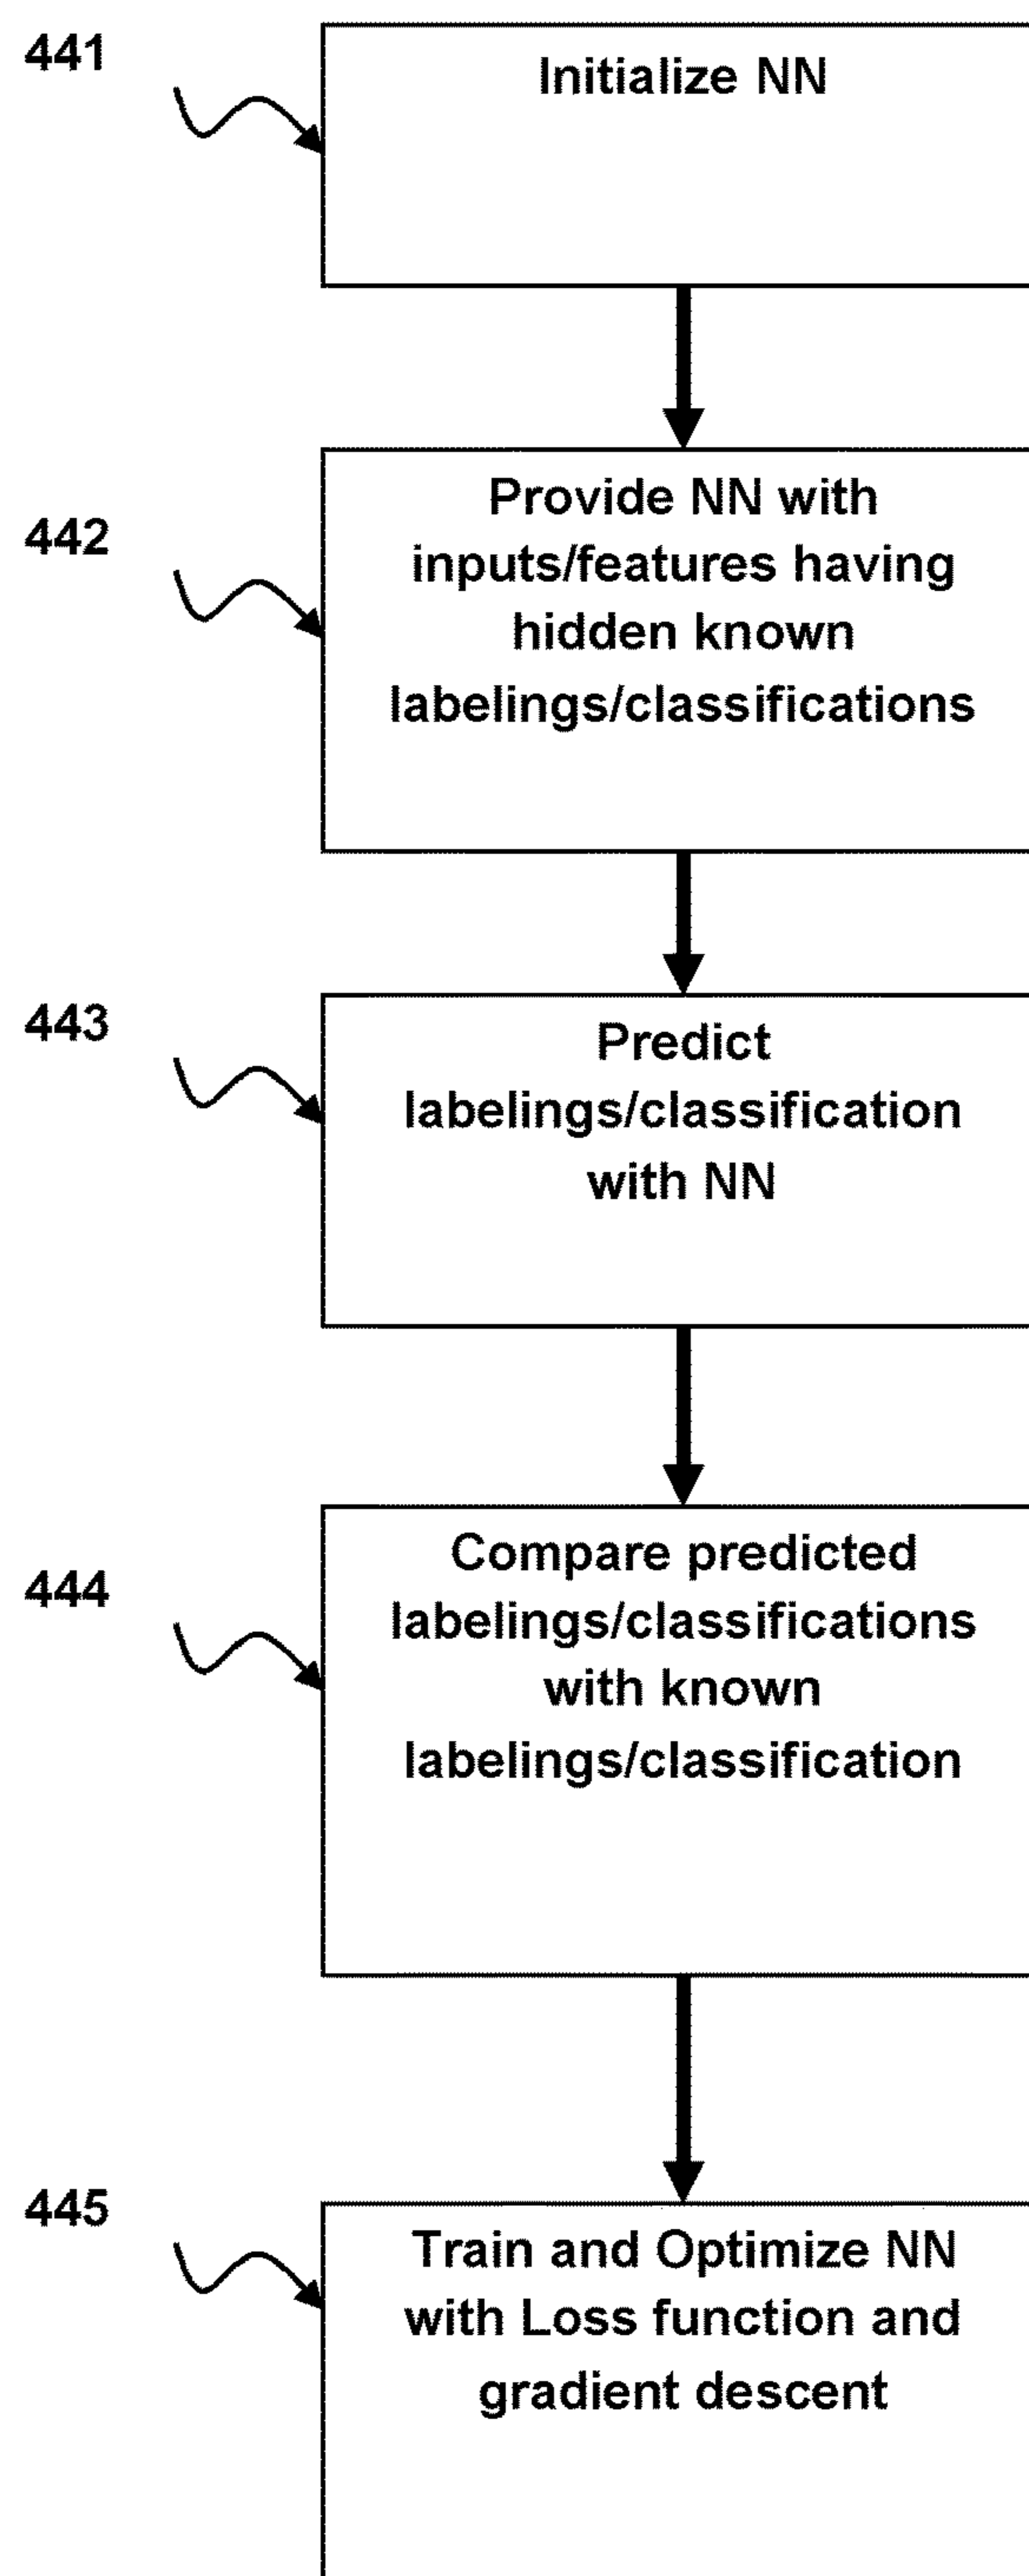 441
Initialize NN
442
Provide NN with
inputs/features having
hidden known
labelings/classifications
443
Predict
labelings/classification
with NN
444
Compare predicted
labelings/classifications
with known
labelings/classification
445
Train and Optimize NN
with Loss function and
gradient descent